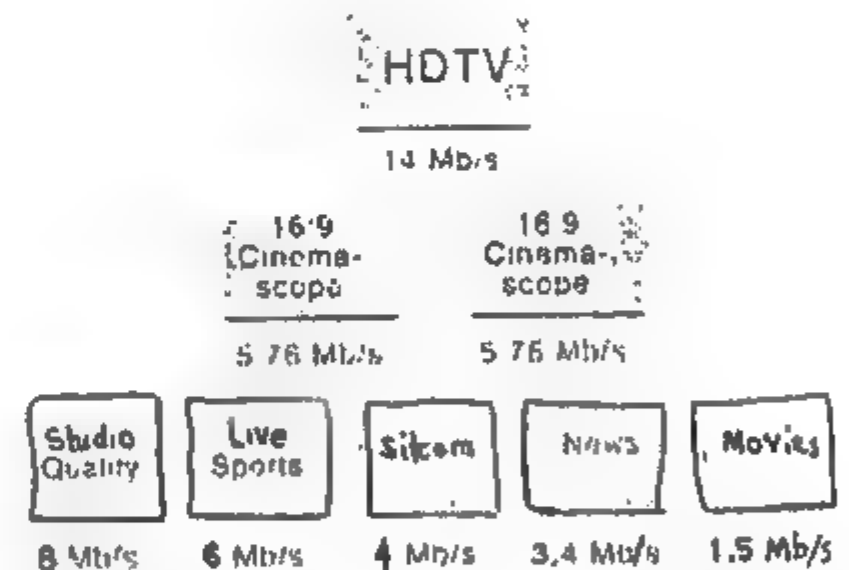 HDTV
14 Mb/s
16:9
Cinema-
scope
16 9
Cinema-
scope
5 76 Mb/s
5 76 Mb/s
Studio
Quality
Live
Sports
Sitcom
News
Movies
8 Mb/s
6 Mb/s
4 Mb/s
3,4 Mb/s
1.5 Mb/s